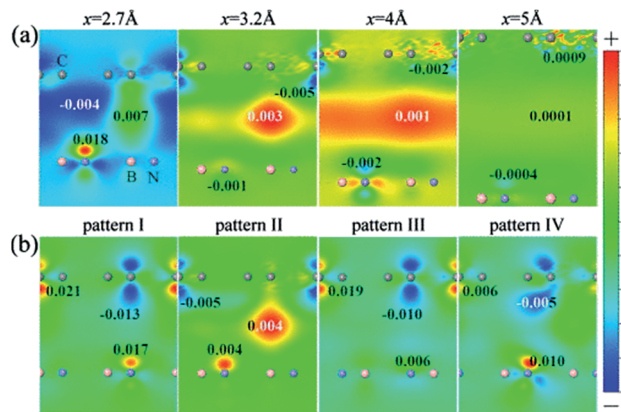 x=2.7Å x=3.2Å x=4Å x=5Å
(a) +
C -0.002 0.0009
-0.004 0.007 -0.005
0.018 0.003 0.001 0.0001
-0.002 -0.0004
B N -0.001
pattern I pattern II pattern III pattern IV
(b)
0.021 -0.005 0.019 0.006 -0.005
-0.013 0.004 -0.010
0.017 0.004 0.006 0.010
−